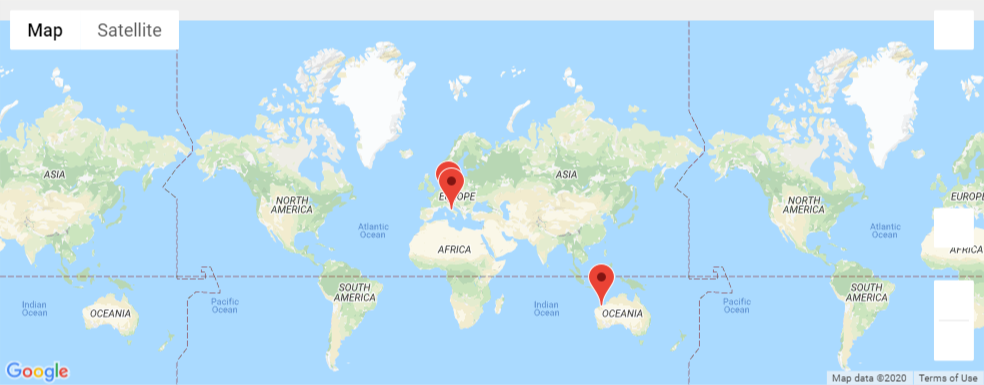 Map
Satellite
ASIA
NORTH
AMERICA
Atlantic
Ocean
EUROPE
AFRICA
ASIA
NORTH
AMERICA
Atlantic
Ocean
EUROPE
AFRICA
Indian
Ocean
OCEANIA
Pacific
Ocean
SOUTH
AMERICA
Indian
Ocean
OCEANIA
Pacific
Ocean
SOUTH
AMERICA
Google
Map data ©2020
Terms of Use